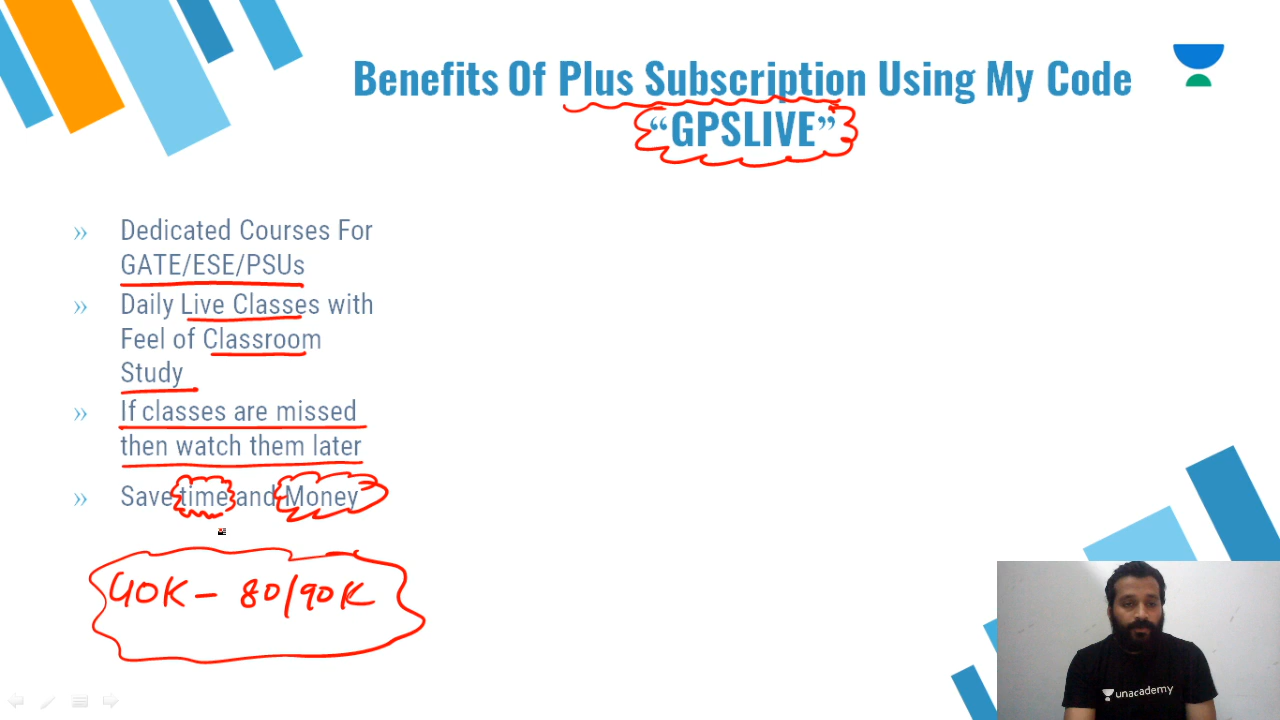 Benefits Of Plus Subscription Using My Code
“GPSLIVE”
» Dedicated Courses For
GATE/ESE/PSUs
» Daily Live Classes with
Feel of Classroom
Study
» If classes are missed
then watch them later
» Save time and Money
40K - 80/90K
unacademy